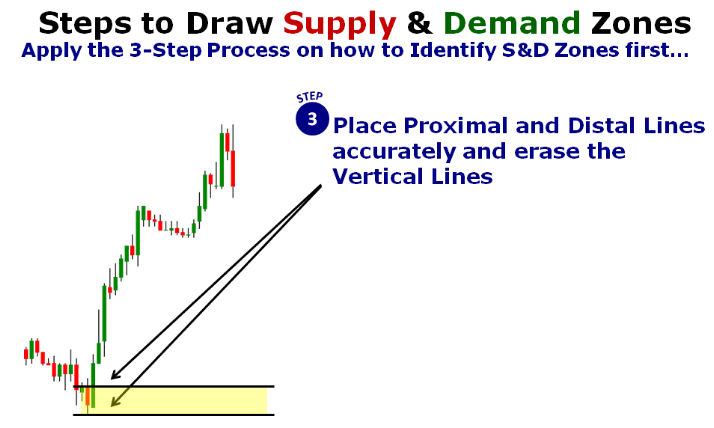 Steps to Draw Supply & Demand Zones
Apply the 3-Step Process on how to Identify S&D Zones first...
STEP
3
Place Proximal and Distal Lines
accurately and erase the
Vertical Lines